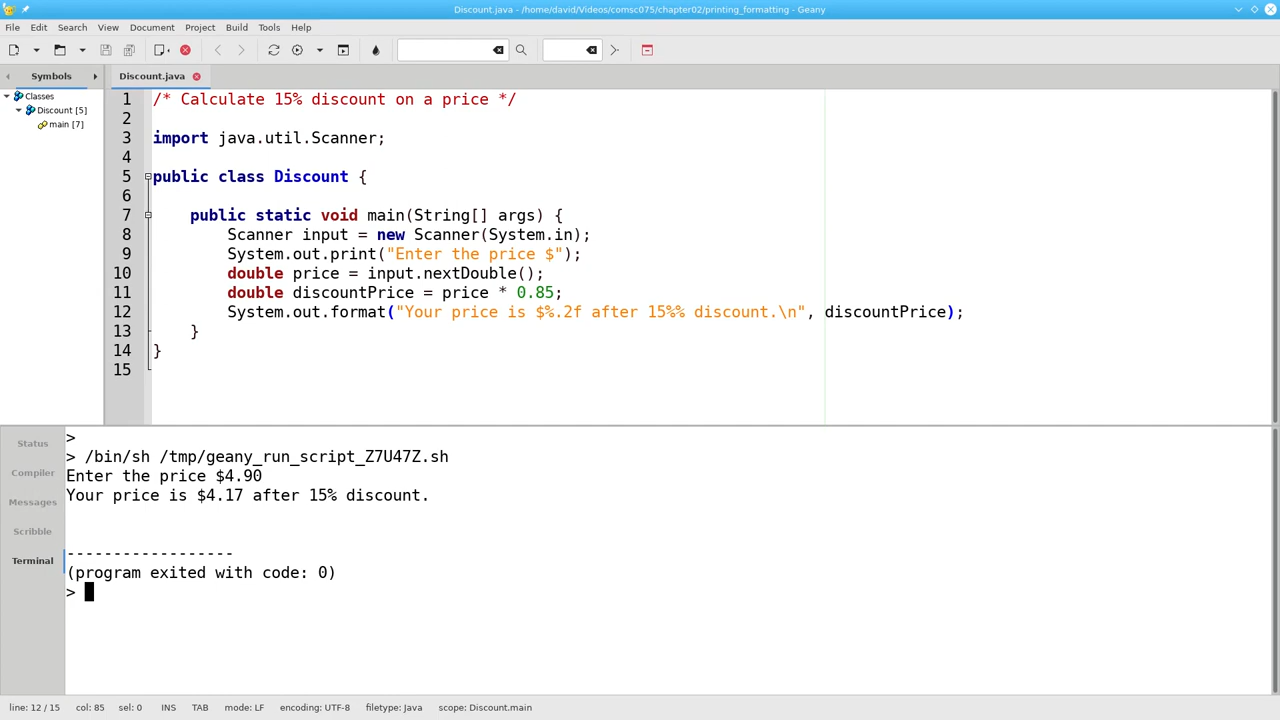 Discount.java - /home/david/Videos/comsc075/chapter02/printing_formatting - Geany
File Edit Search View Document Project Build Tools Help
Symbols
Discount.java
Classes
Discount [5]
main [7]
1 /* Calculate 15% discount on a price */
2
3 import java.util.Scanner;
4
5 public class Discount {
6
7     public static void main(String[] args) {
8         Scanner input = new Scanner(System.in);
9         System.out.print("Enter the price $");
10         double price = input.nextDouble();
11         double discountPrice = price * 0.85;
12         System.out.format("Your price is $%.2f after 15%% discount.\n", discountPrice);
13     }
14 }
15
Status
Compiler
Messages
Scribble
Terminal
>
> /bin/sh /tmp/geany_run_script_Z7U47Z.sh
Enter the price $4.90
Your price is $4.17 after 15% discount.
------------------
(program exited with code: 0)
>
line: 12 / 15 col: 85 sel: 0 INS TAB mode: LF encoding: UTF-8 filetype: Java scope: Discount.main